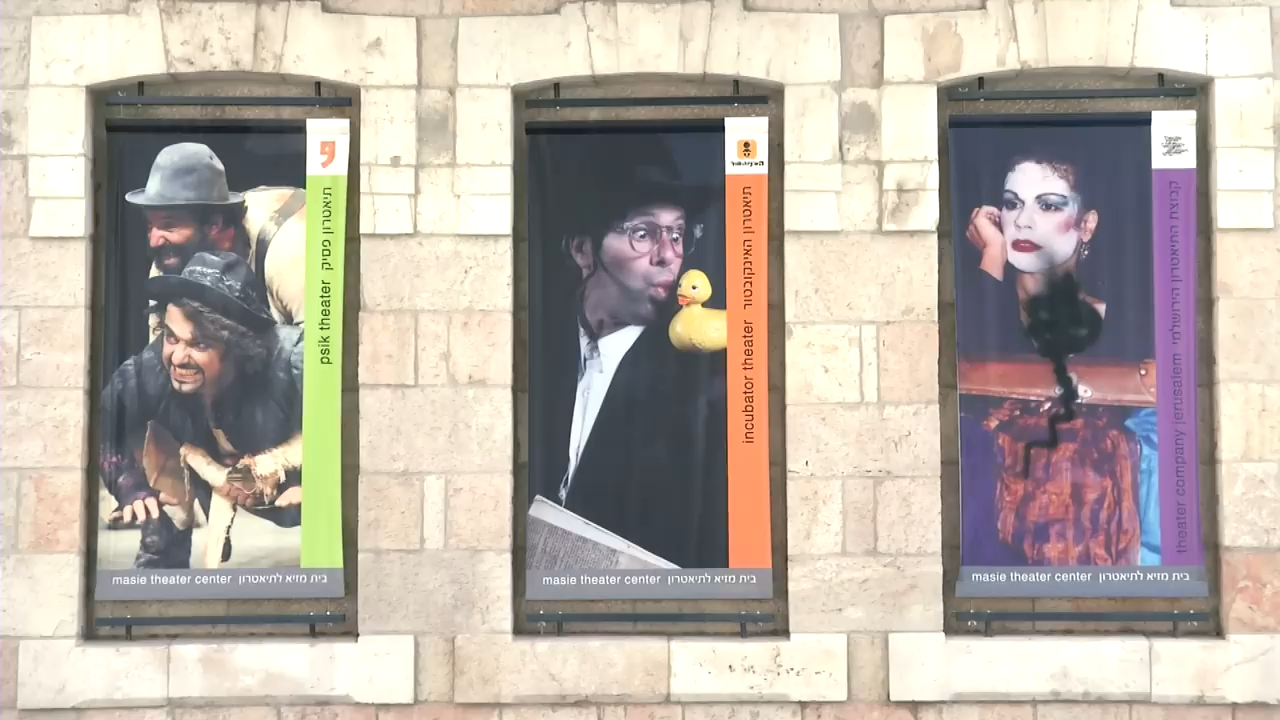 psik theater תיאטרון פסיק
masie theater center בית מזיא לתיאטרון
incubator theater תיאטרון האינקובטור
masie theater center בית מזיא לתיאטרון
theater company jerusalem קבוצת התיאטרון הירושלמי
masie theater center בית מזיא לתיאטרון